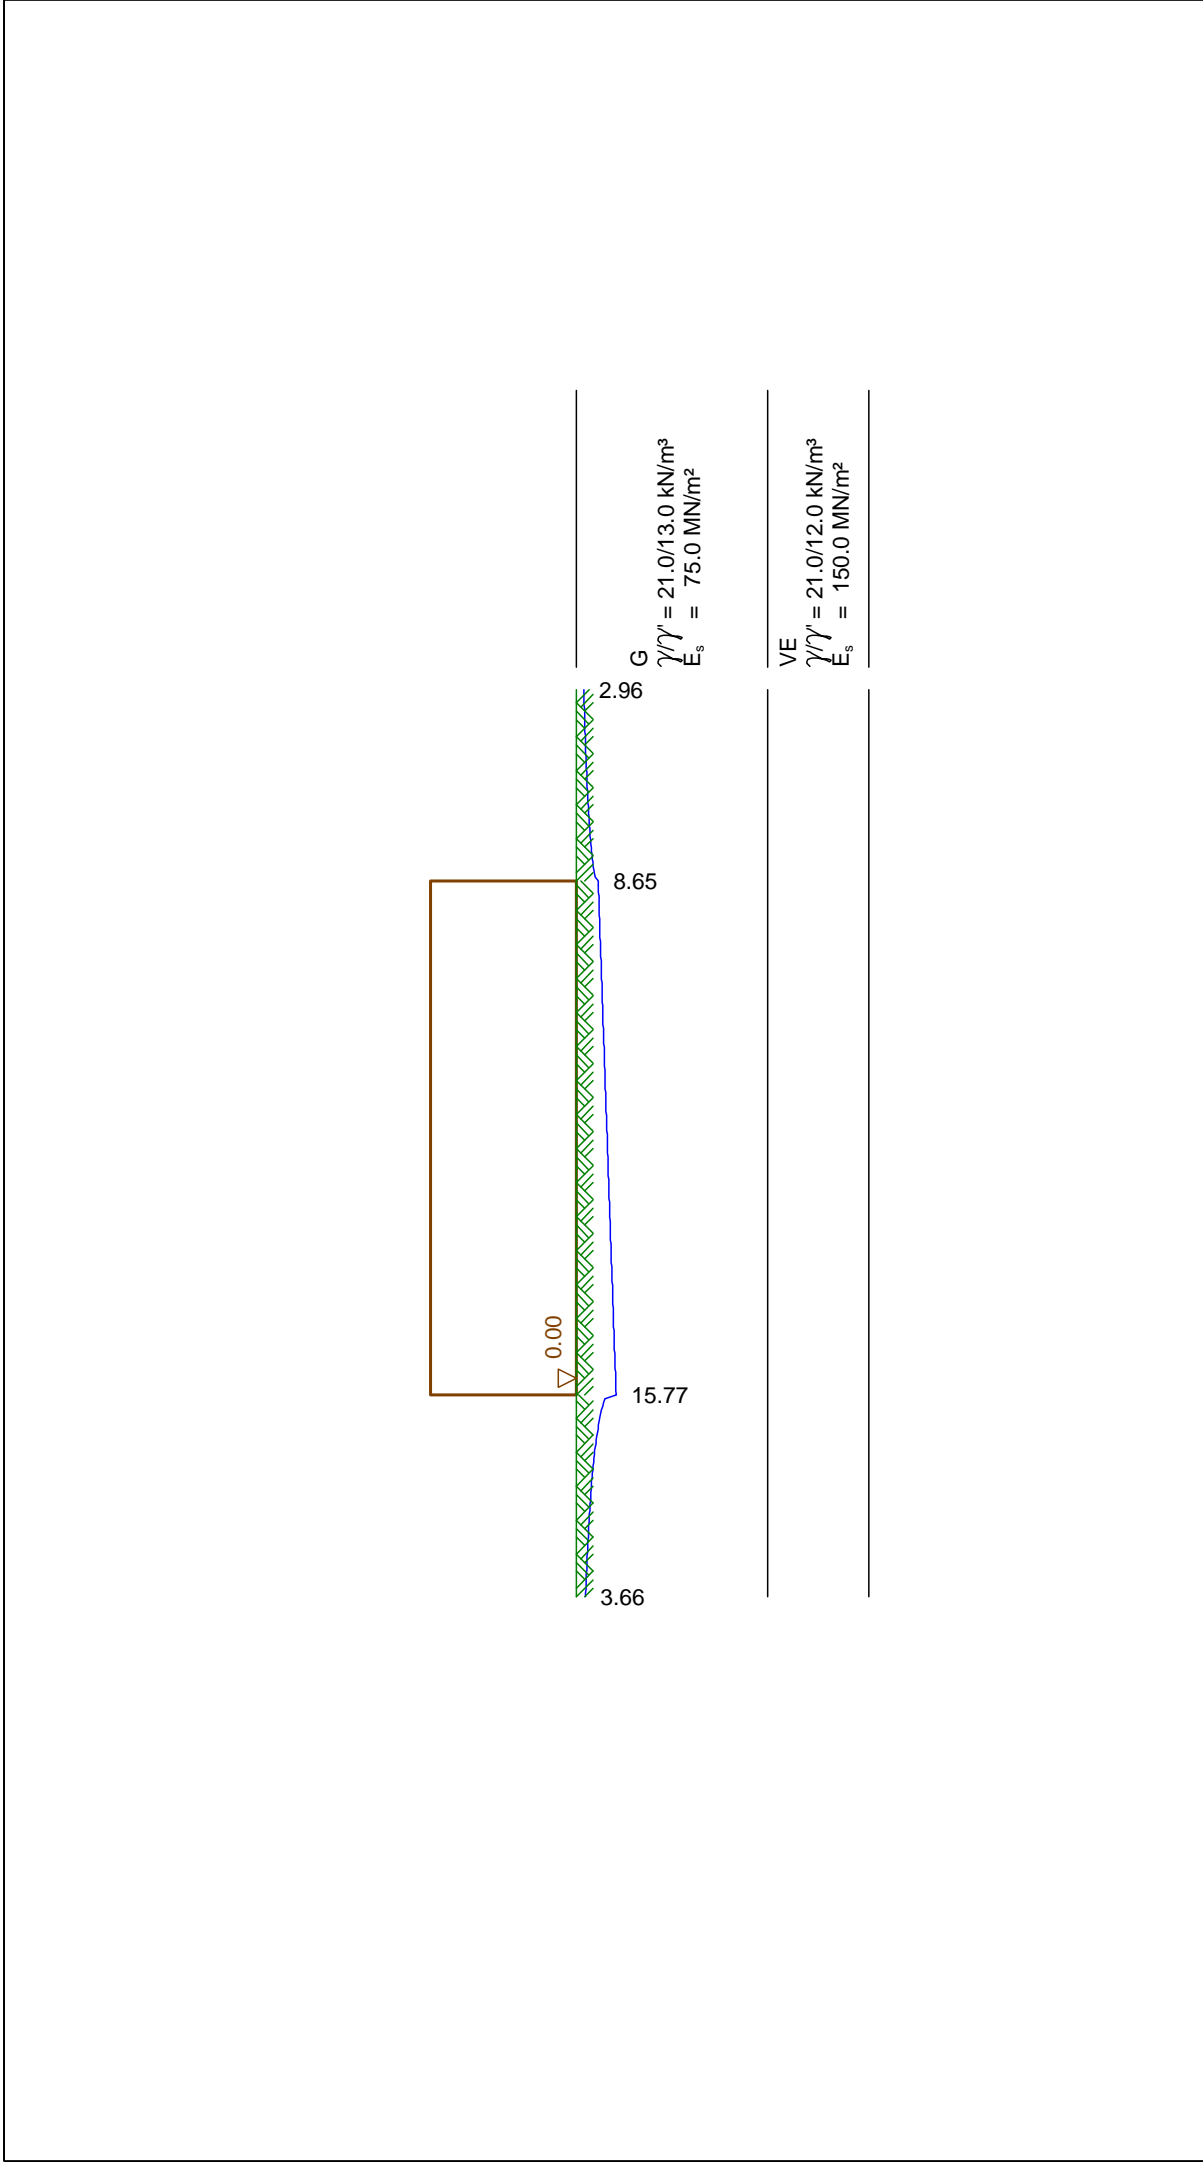 G
γ/γ' = 21.0/13.0 kN/m³
Es = 75.0 MN/m²
VE
γ/γ' = 21.0/12.0 kN/m³
Es = 150.0 MN/m²
2.96
8.65
0.00
15.77
3.66